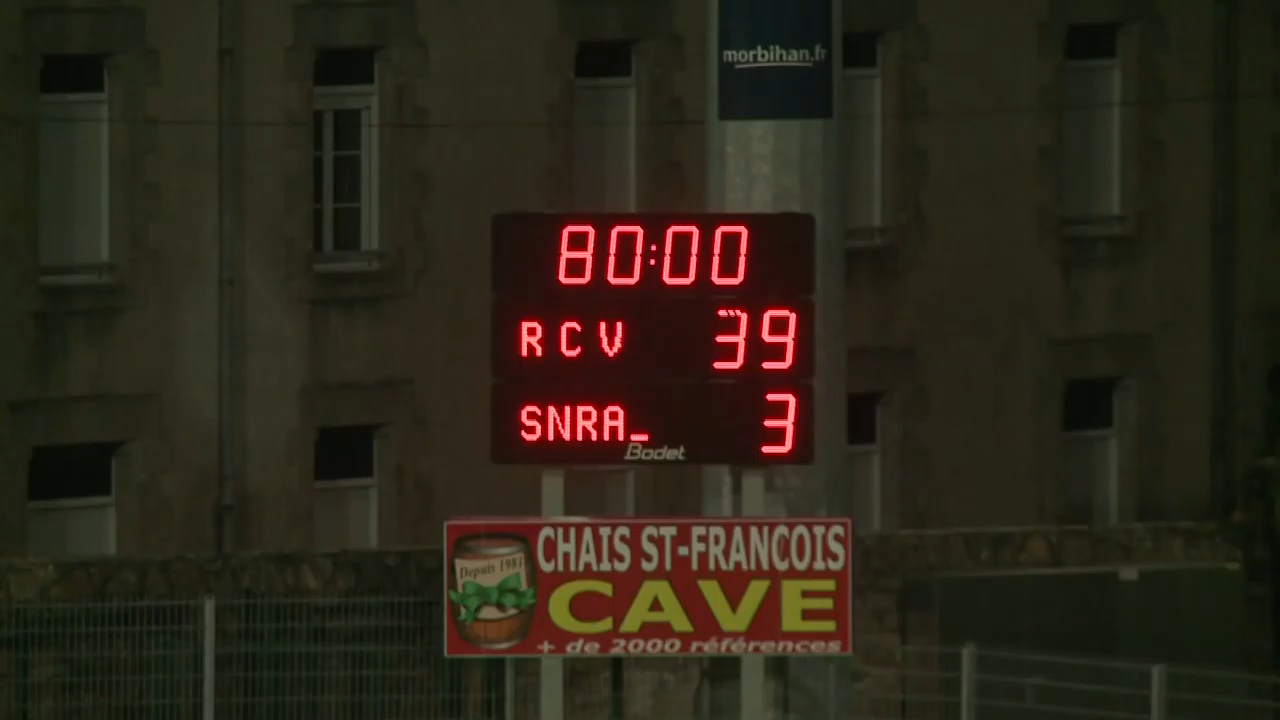 morbihan.fr
80:00
RCV 39
SNRA_ 3
Bodet
CHAIS ST-FRANCOIS
Depuis 1981
CAVE
+ de 2000 références